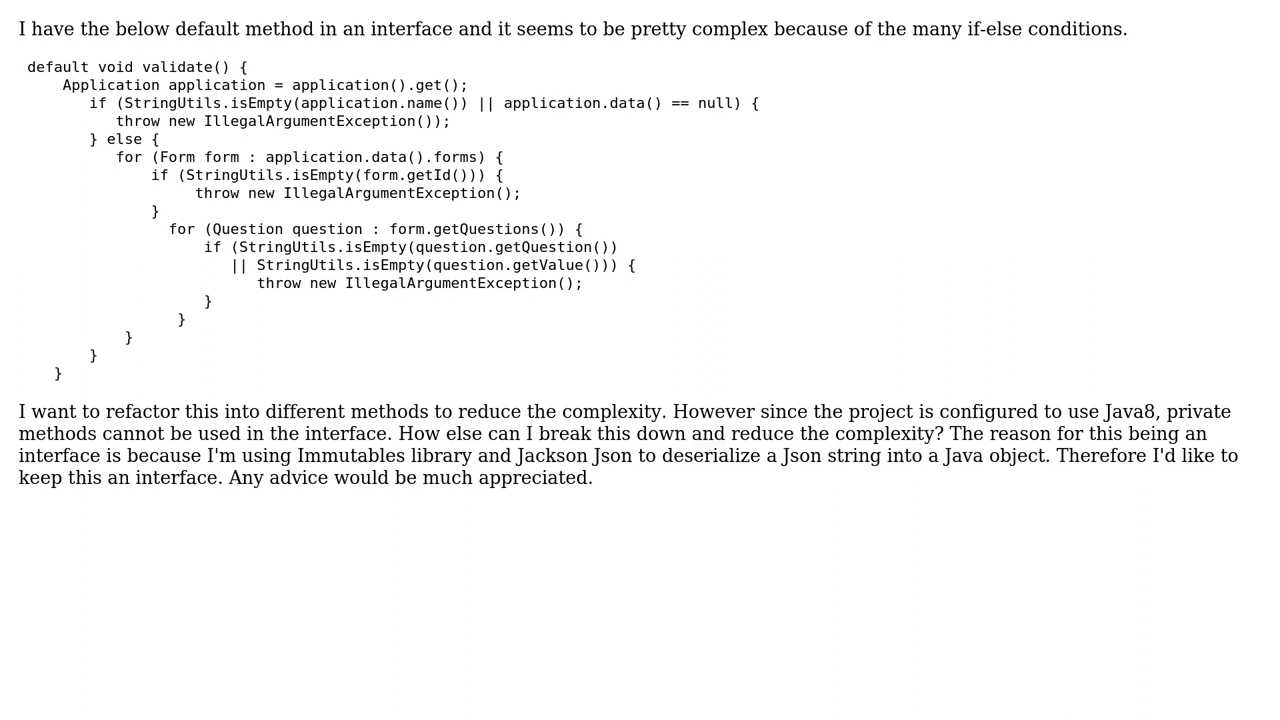 I have the below default method in an interface and it seems to be pretty complex because of the many if-else conditions.
default void validate() {
    Application application = application().get();
       if (StringUtils.isEmpty(application.name()) || application.data() == null) {
          throw new IllegalArgumentException());
       } else {
          for (Form form : application.data().forms) {
              if (StringUtils.isEmpty(form.getId())) {
                   throw new IllegalArgumentException();
              }
                for (Question question : form.getQuestions()) {
                    if (StringUtils.isEmpty(question.getQuestion())
                       || StringUtils.isEmpty(question.getValue())) {
                          throw new IllegalArgumentException();
                    }
                 }
           }
       }
   }
I want to refactor this into different methods to reduce the complexity. However since the project is configured to use Java8, private
methods cannot be used in the interface. How else can I break this down and reduce the complexity? The reason for this being an
interface is because I'm using Immutables library and Jackson Json to deserialize a Json string into a Java object. Therefore I'd like to
keep this an interface. Any advice would be much appreciated.